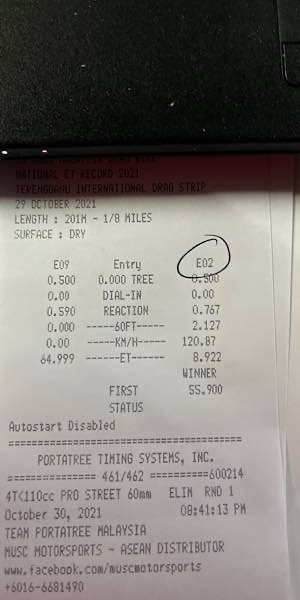 NATIONAL ET RECORD 2021
TERENGGANU INTERNATIONAL DRAG STRIP
29 OCTOBER 2021
LENGTH : 201M - 1/8 MILES
SURFACE : DRY
E09 Entry E02
0.500 0.000 TREE 0.500
0.00 DIAL-IN 0.00
0.590 REACTION 0.767
0.000 -----60FT----- 2.127
0.00 -----KM/H----- 120.87
64.999 ------ET------ 8.922
WINNER
FIRST 55.900
STATUS
Autostart Disabled
======================================
PORTATREE TIMING SYSTEMS, INC.
============== 461/462 ==========600214
4T<110cc PRO STREET 60mm ELIM RND 1
October 30, 2021 08:41:13 PM
TEAM PORTATREE MALAYSIA
MUSC MOTORSPORTS - ASEAN DISTRIBUTOR
www.facebook.com/muscmotorsports
+6016-6681490